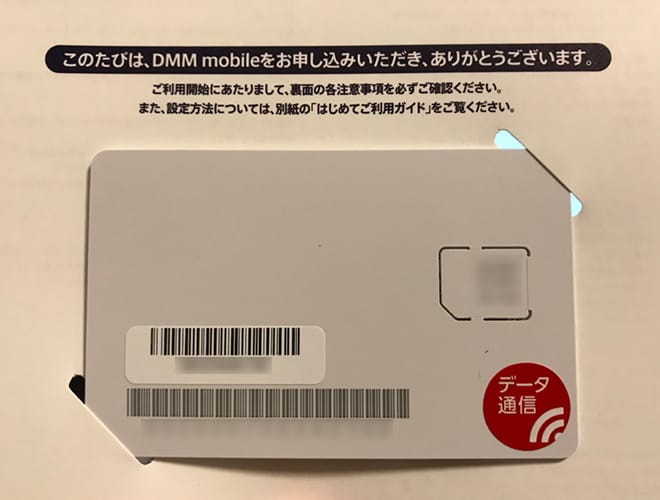 このたびは、DMM mobileをお申し込みいただき、ありがとうございます。
ご利用開始にあたりまして、裏面の各注意事項を必ずご確認ください。
また、設定方法については、別紙の「はじめてご利用ガイド」をご覧ください。
データ
通信